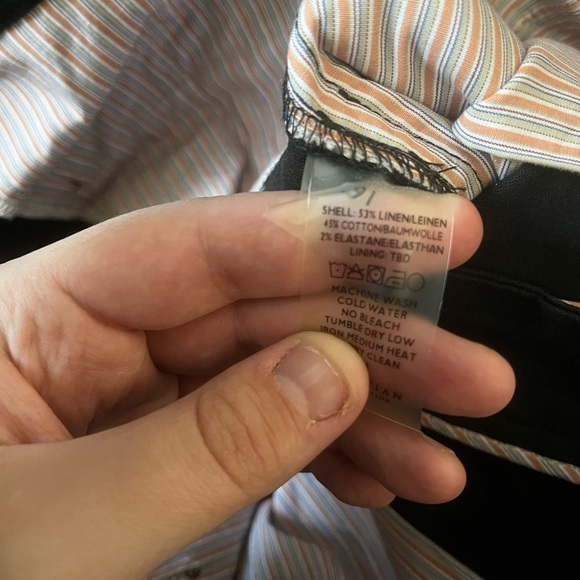 SHELL: 53% LINEN/LEINEN
45% COTTON/BAUMWOLLE
2% ELASTANE/ELASTHAN
LINING: TBD
MACHINE WASH
COLD WATER
NO BLEACH
TUMBLE DRY LOW
IRON MEDIUM HEAT
CLEAN